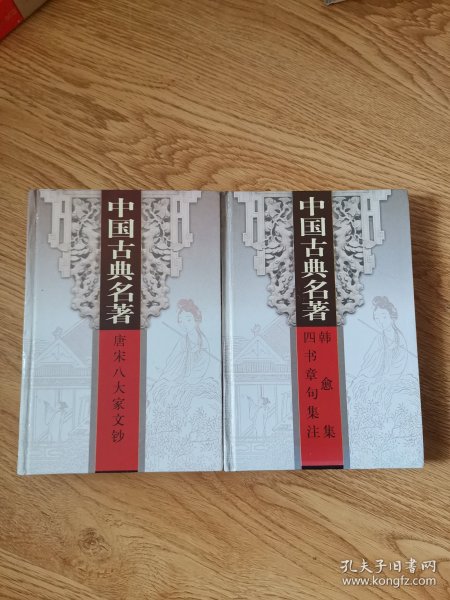 中国古典名著
唐宋八大家文钞
中国古典名著
韩愈集
四书章句集注
孔夫子旧书网
www.kongfz.com